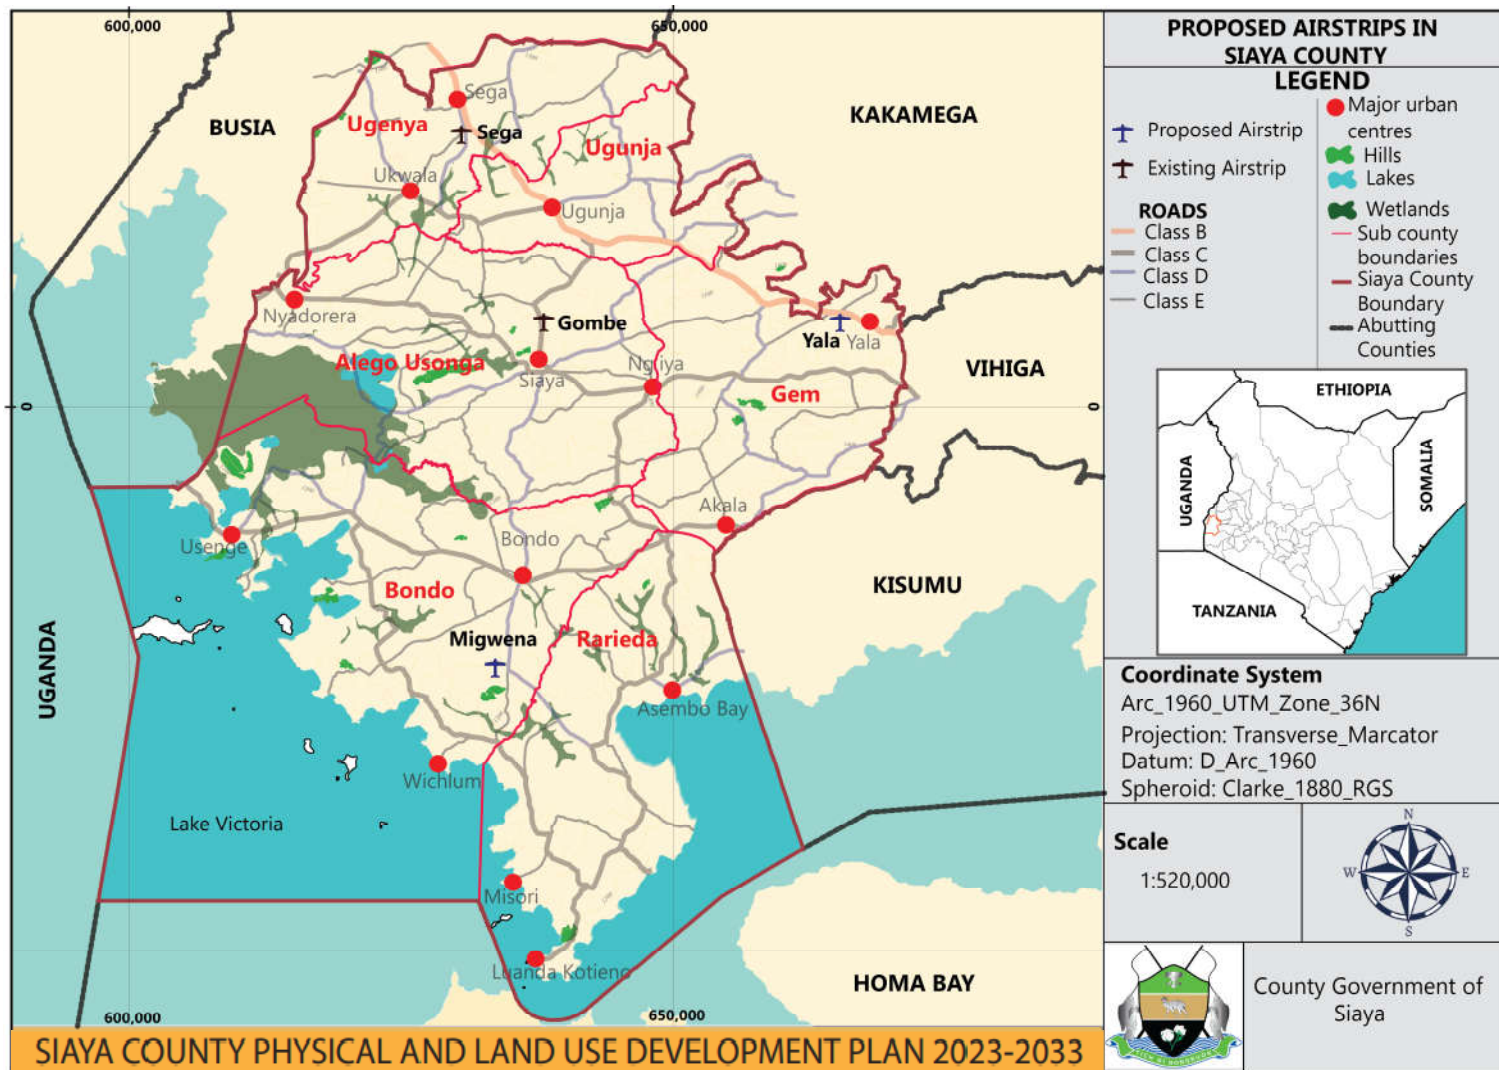 600,000
650,000
BUSIA
KAKAMEGA
Sega
Ugenya
Sega
Ugunja
Ukwala
Ugunja
Nyadorera
Gombe
Yala
Yala
VIHIGA
Alego Usonga
Siaya
Ngiya
Gem
0
0
Akala
Usenge
Bondo
Bondo
KISUMU
Migwena
Rarieda
UGANDA
Asembo Bay
Wichlum
Lake Victoria
Misori
Luanda Kotieno
HOMA BAY
600,000
650,000
SIAYA COUNTY PHYSICAL AND LAND USE DEVELOPMENT PLAN 2023-2033
PROPOSED AIRSTRIPS IN
SIAYA COUNTY
LEGEND
Proposed Airstrip
Existing Airstrip
ROADS
Class B
Class C
Class D
Class E
Major urban
centres
Hills
Lakes
Wetlands
Sub county
boundaries
Siaya County
Boundary
Abutting
Counties
ETHIOPIA
UGANDA
SOMALIA
TANZANIA
Coordinate System
Arc_1960_UTM_Zone_36N
Projection: Transverse_Marcator
Datum: D_Arc_1960
Spheroid: Clarke_1880_RGS
Scale
1:520,000
N
W
E
S
County Government of
Siaya